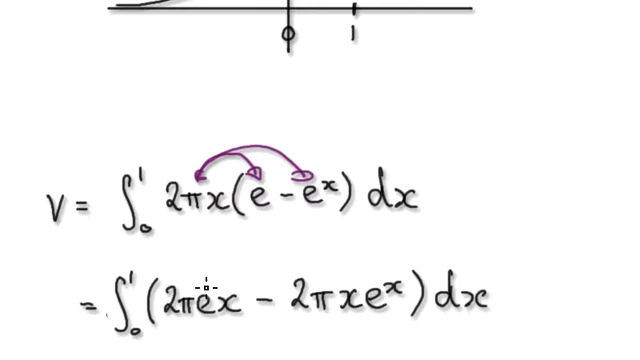 0 1
V = ∫₀¹ 2πx(e - eˣ) dx
= ∫₀¹ (2πex - 2πxeˣ) dx